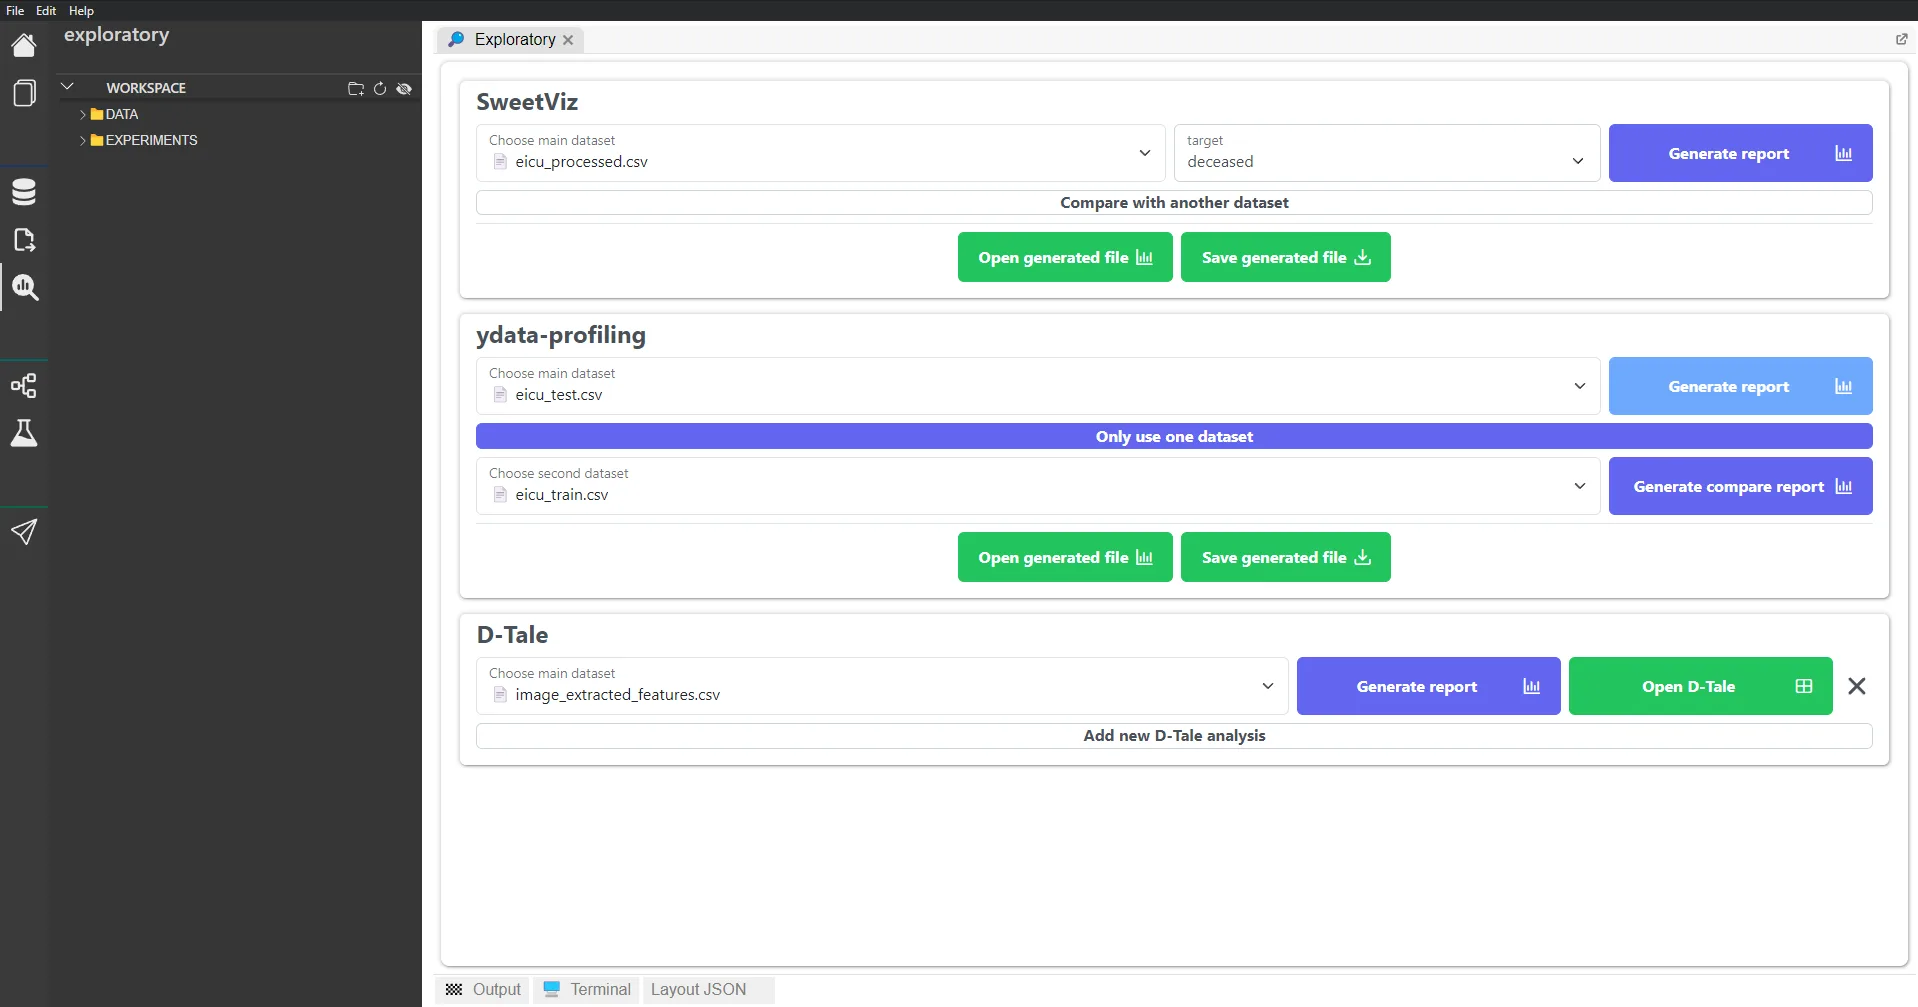 File Edit Help
exploratory
WORKSPACE
DATA
EXPERIMENTS
Exploratory
SweetViz
Choose main dataset
eicu_processed.csv
target
deceased
Generate report
Compare with another dataset
Open generated file
Save generated file
ydata-profiling
Choose main dataset
eicu_test.csv
Generate report
Only use one dataset
Choose second dataset
eicu_train.csv
Generate compare report
Open generated file
Save generated file
D-Tale
Choose main dataset
image_extracted_features.csv
Generate report
Open D-Tale
Add new D-Tale analysis
Output
Terminal
Layout JSON